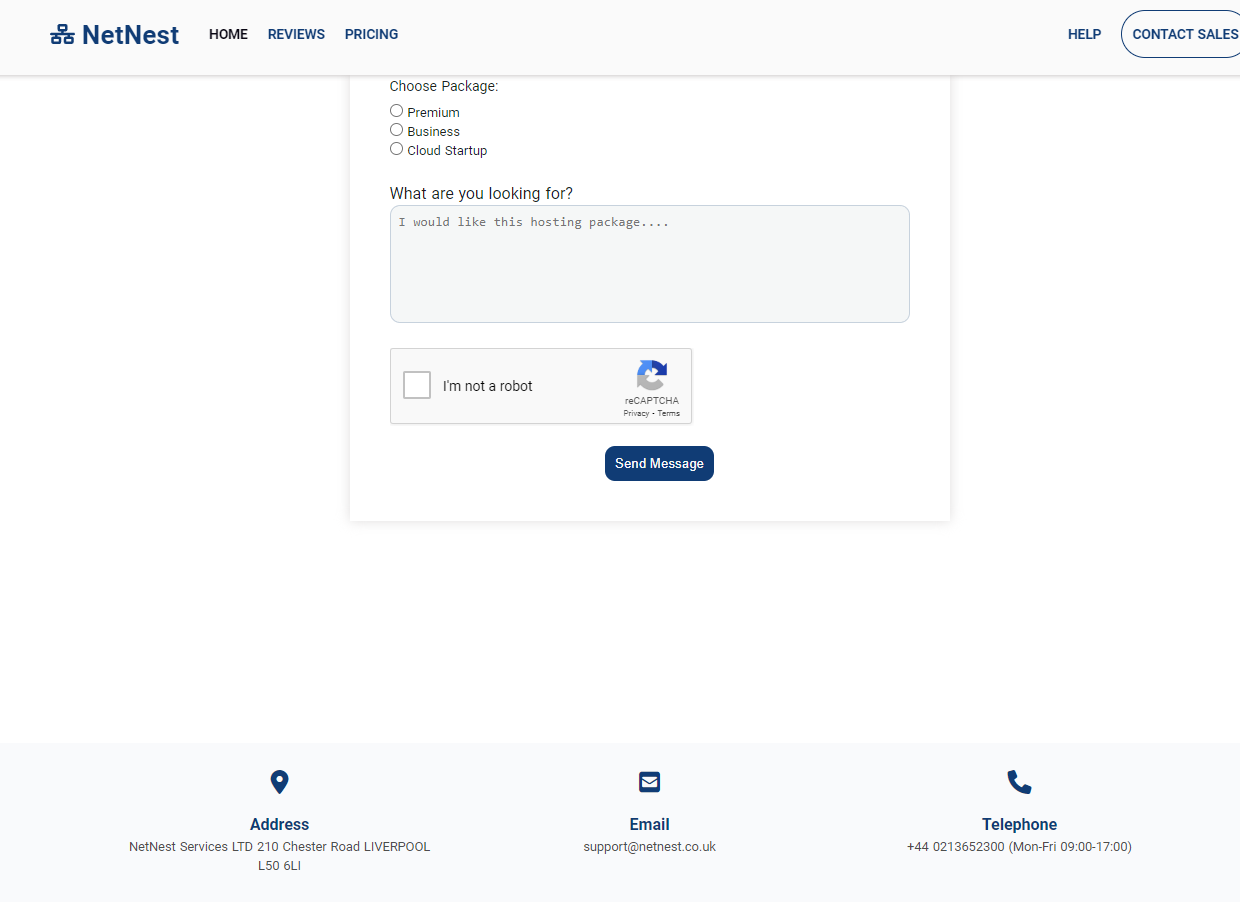 NetNest HOME REVIEWS PRICING HELP CONTACT SALES
Choose Package:
Premium
Business
Cloud Startup
What are you looking for?
I would like this hosting package....
I'm not a robot
reCAPTCHA
Privacy - Terms
Send Message
Address
NetNest Services LTD 210 Chester Road LIVERPOOL
L50 6LI
Email
support@netnest.co.uk
Telephone
+44 0213652300 (Mon-Fri 09:00-17:00)